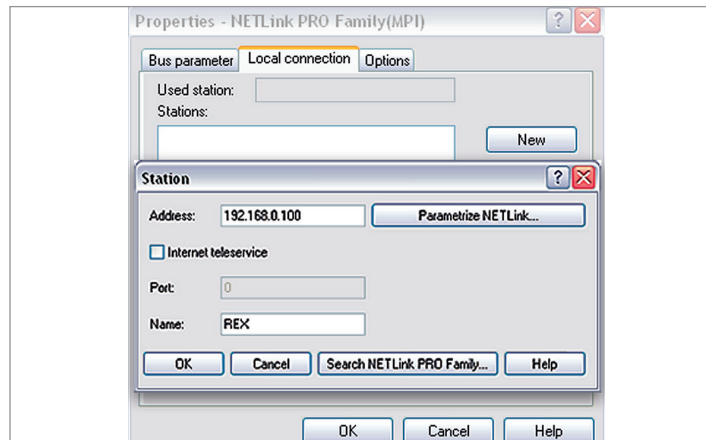 Properties - NETLink PRO Family(MPI)
Bus parameter Local connection Options
Used station:
Stations:
New
Station
Address: 192.168.0.100 Parametrize NETLink...
Internet teleservice
Port: 0
Name: REX
OK Cancel Search NETLink PRO Family... Help
OK Cancel Help